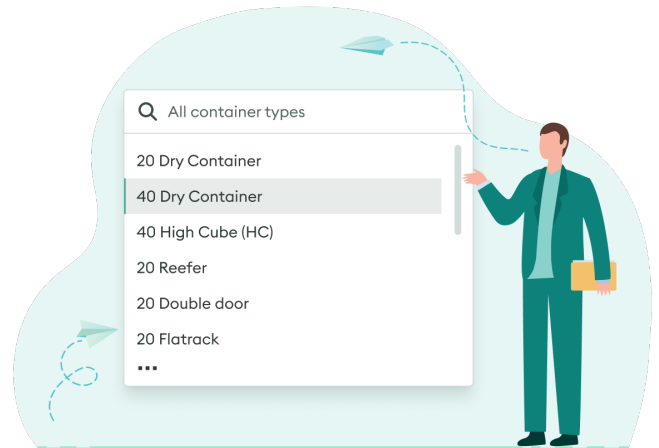 All container types
20 Dry Container
40 Dry Container
40 High Cube (HC)
20 Reefer
20 Double door
20 Flatrack
...